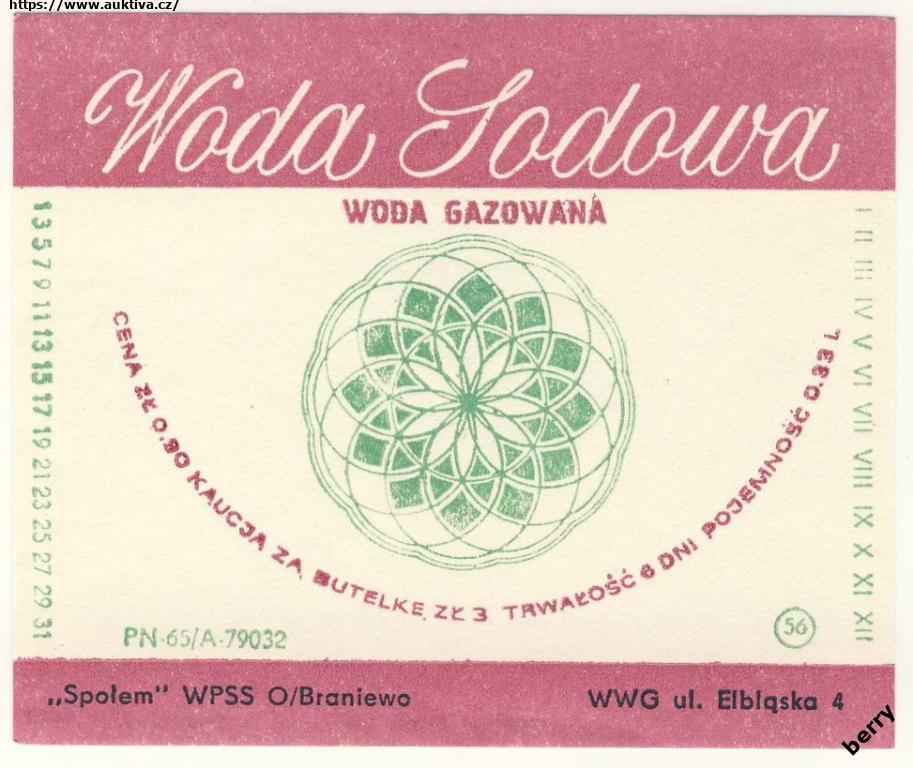 https://www.auktiva.cz/
Woda Sodowa
WODA GAZOWANA
1 3 5 7 9 11 13 15 17 19 21 23 25 27 29 31
I II III IV V VI VII VIII IX X XI XII
CENA ZŁ 0.90 KAUCJA ZA BUTELKĘ ZŁ 3 TRWAŁOŚĆ 6 DNI POJEMNOŚĆ 0.33 L
PN-65/A-79032
56
„Społem" WPSS O/Braniewo
WWG ul. Elbląska 4
berry